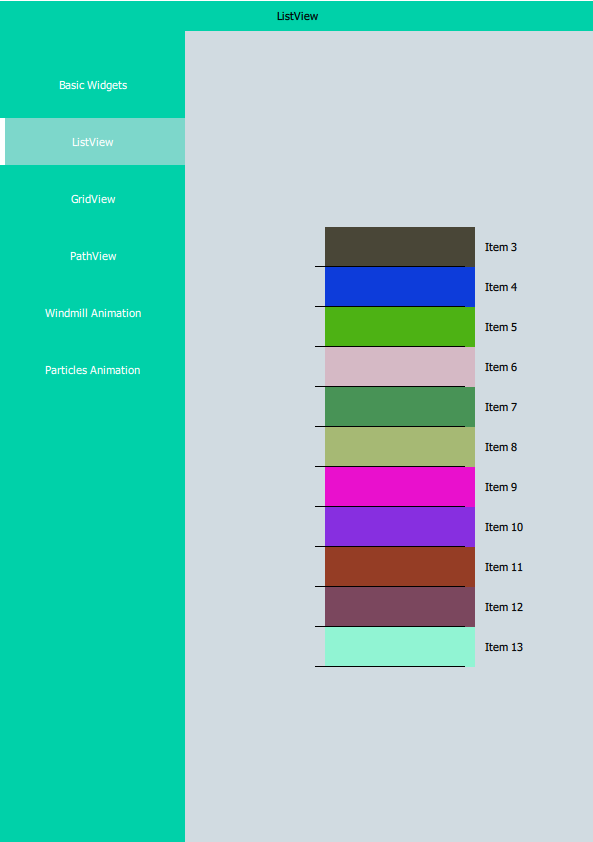 ListView
Basic Widgets
ListView
GridView
PathView
Windmill Animation
Particles Animation
Item 3
Item 4
Item 5
Item 6
Item 7
Item 8
Item 9
Item 10
Item 11
Item 12
Item 13